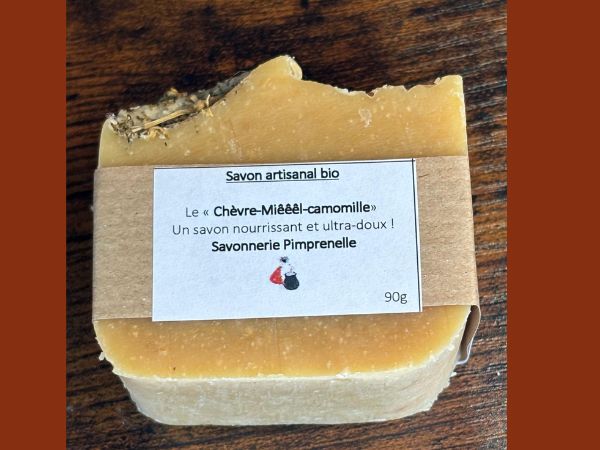 Savon artisanal bio
Le « Chèvre-Miêêêl-camomille»
Un savon nourrissant et ultra-doux !
Savonnerie Pimprenelle
90g